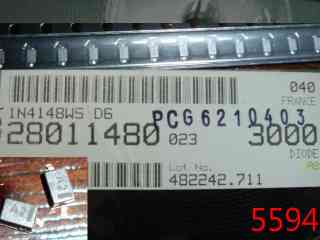 040
FRANCE
1N4148WS D6
PCG6210403
28011480 023 3000
DIODE
Lot No.
482242.711
5594